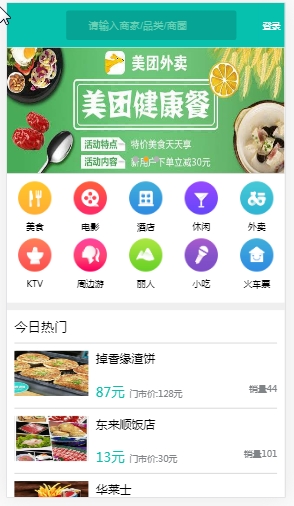 请输入商家/品类/商圈
登录
美团外卖
美团健康餐
活动特点 特价美食天天享
活动内容 新用户下单立减30元
美食 电影 酒店 休闲 外卖
KTV 周边游 丽人 小吃 火车票
今日热门
掉香缘渣饼
87元 门市价:128元 销量44
东来顺饭店
13元 门市价:30元 销量101
华莱士